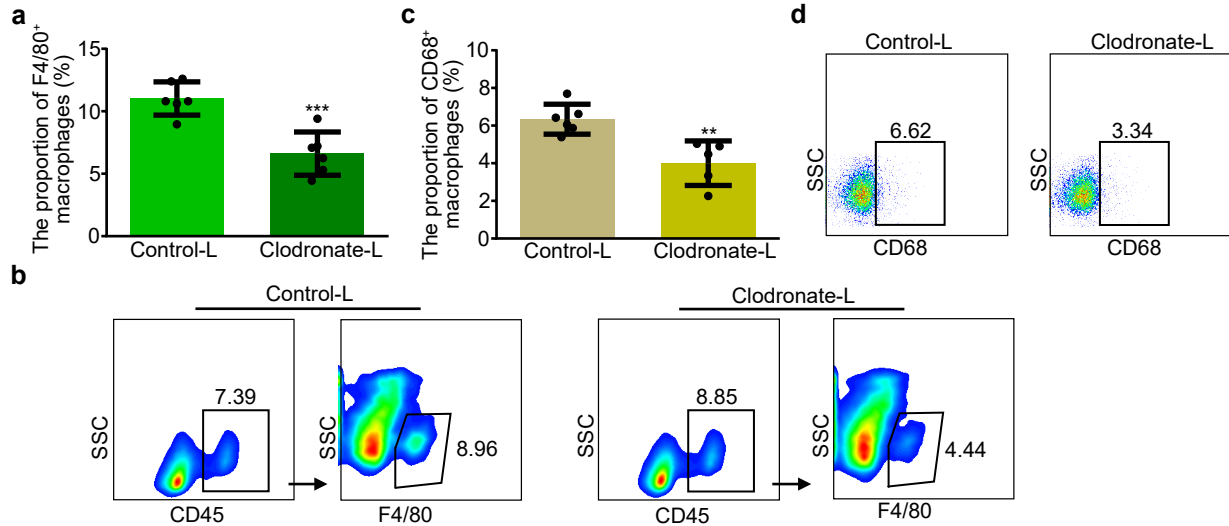 a
The proportion of F4/80⁺
macrophages (%)
15
10
5
0
***
Control-L
Clodronate-L
c
The proportion of CD68⁺
macrophages (%)
10
8
6
4
2
0
**
Control-L
Clodronate-L
d
Control-L
6.62
SSC
CD68
Clodronate-L
3.34
SSC
CD68
b
Control-L
7.39
SSC
CD45
SSC
8.96
F4/80
Clodronate-L
8.85
SSC
CD45
SSC
4.44
F4/80